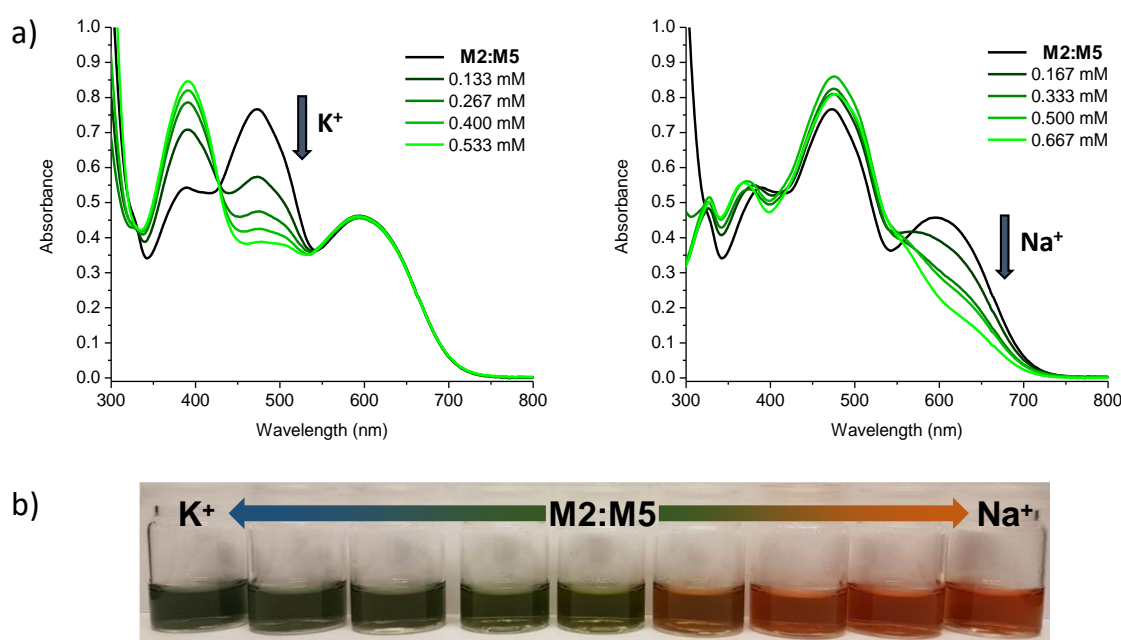 a)
1.0
0.9
0.8
0.7
0.6
0.5
0.4
0.3
0.2
0.1
0.0
Absorbance
300 400 500 600 700 800
Wavelength (nm)
M2:M5
0.133 mM
0.267 mM
0.400 mM
0.533 mM
K⁺
1.0
0.9
0.8
0.7
0.6
0.5
0.4
0.3
0.2
0.1
0.0
Absorbance
300 400 500 600 700 800
Wavelength (nm)
M2:M5
0.167 mM
0.333 mM
0.500 mM
0.667 mM
Na⁺
b)
K⁺ M2:M5 Na⁺